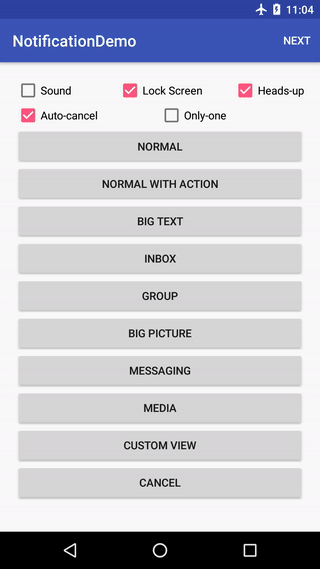 11:04
NotificationDemo NEXT
Sound Lock Screen Heads-up
Auto-cancel Only-one
NORMAL
NORMAL WITH ACTION
BIG TEXT
INBOX
GROUP
BIG PICTURE
MESSAGING
MEDIA
CUSTOM VIEW
CANCEL